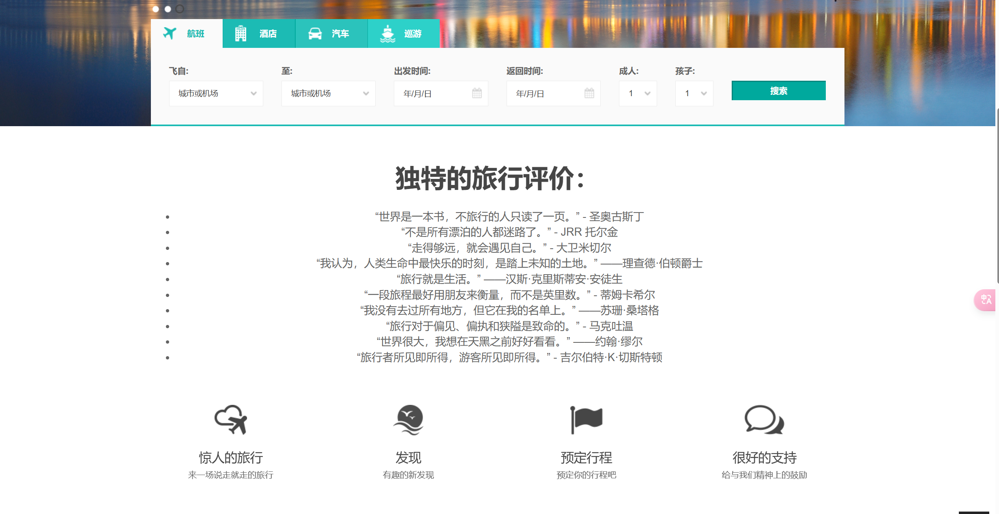 航班
酒店
汽车
巡游
飞自:
至:
出发时间:
返回时间:
成人:
孩子:
城市或机场
城市或机场
年/月/日
年/月/日
1
1
搜索
独特的旅行评价：
“世界是一本书，不旅行的人只读了一页。” - 圣奥古斯丁
“不是所有漂泊的人都迷路了。” - JRR 托尔金
“走得够远，就会遇见自己。” - 大卫米切尔
“我认为，人类生命中最快乐的时刻，是踏上未知的土地。” ——理查德·伯顿爵士
“旅行就是生活。” ——汉斯·克里斯蒂安·安徒生
“一段旅程最好用朋友来衡量，而不是英里数。” - 蒂姆卡希尔
“我没有去过所有地方，但它在我的名单上。” ——苏珊·桑塔格
“旅行对于偏见、偏执和狭隘是致命的。” - 马克吐温
“世界很大，我想在天黑之前好好看看。” ——约翰·缪尔
“旅行者所见即所得，游客所见即所得。” - 吉尔伯特·K·切斯特顿
惊人的旅行
来一场说走就走的旅行
发现
有趣的新发现
预定行程
预定你的行程吧
很好的支持
给与我们精神上的鼓励
中A